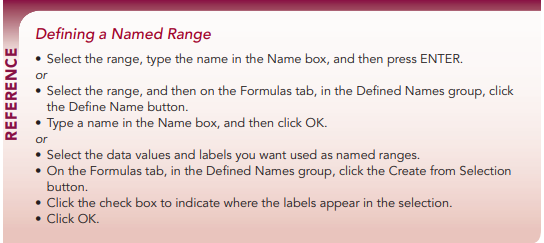 REFERENCE
Defining a Named Range
• Select the range, type the name in the Name box, and then press ENTER.
or
• Select the range, and then on the Formulas tab, in the Defined Names group, click
the Define Name button.
• Type a name in the Name box, and then click OK.
or
• Select the data values and labels you want used as named ranges.
• On the Formulas tab, in the Defined Names group, click the Create from Selection
button.
• Click the check box to indicate where the labels appear in the selection.
• Click OK.